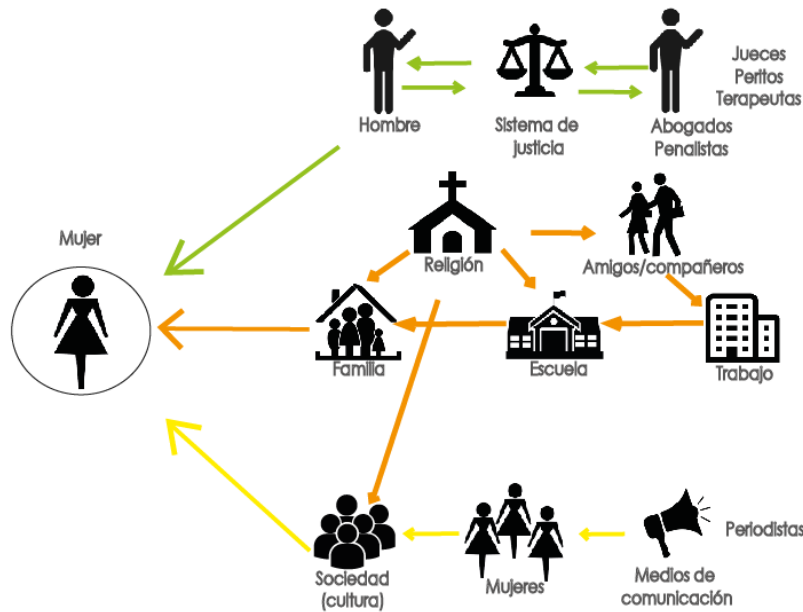 Jueces
Peritos
Terapeutas
Hombre
Sistema de
justicia
Abogados
Penalistas
Mujer
Religión
Amigos/compañeros
Familia
Escuela
Trabajo
Sociedad
(cultura)
Mujeres
Medios de
comunicación
Periodistas